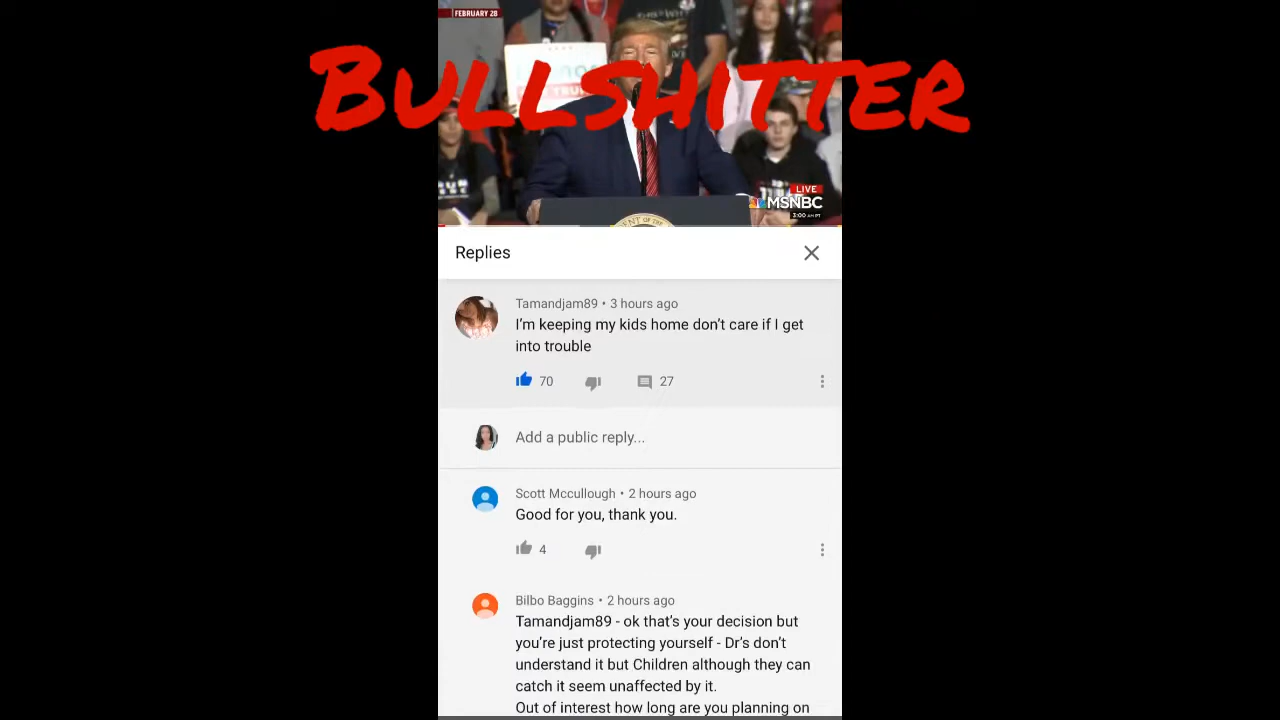 FEBRUARY 28
BULLSHITTER
LIVE
MSNBC
3:00 AM PT
Replies
Tamandjam89 • 3 hours ago
I'm keeping my kids home don't care if I get
into trouble
70
27
Add a public reply...
Scott Mccullough • 2 hours ago
Good for you, thank you.
4
Bilbo Baggins • 2 hours ago
Tamandjam89 - ok that's your decision but
you're just protecting yourself - Dr's don't
understand it but Children although they can
catch it seem unaffected by it.
Out of interest how long are you planning on